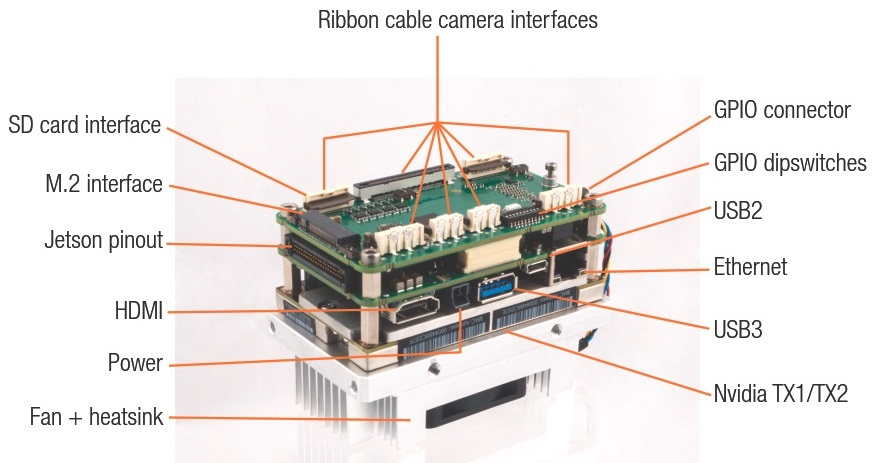 Ribbon cable camera interfaces
SD card interface
M.2 interface
Jetson pinout
HDMI
Power
Fan + heatsink
GPIO connector
GPIO dipswitches
USB2
Ethernet
USB3
Nvidia TX1/TX2